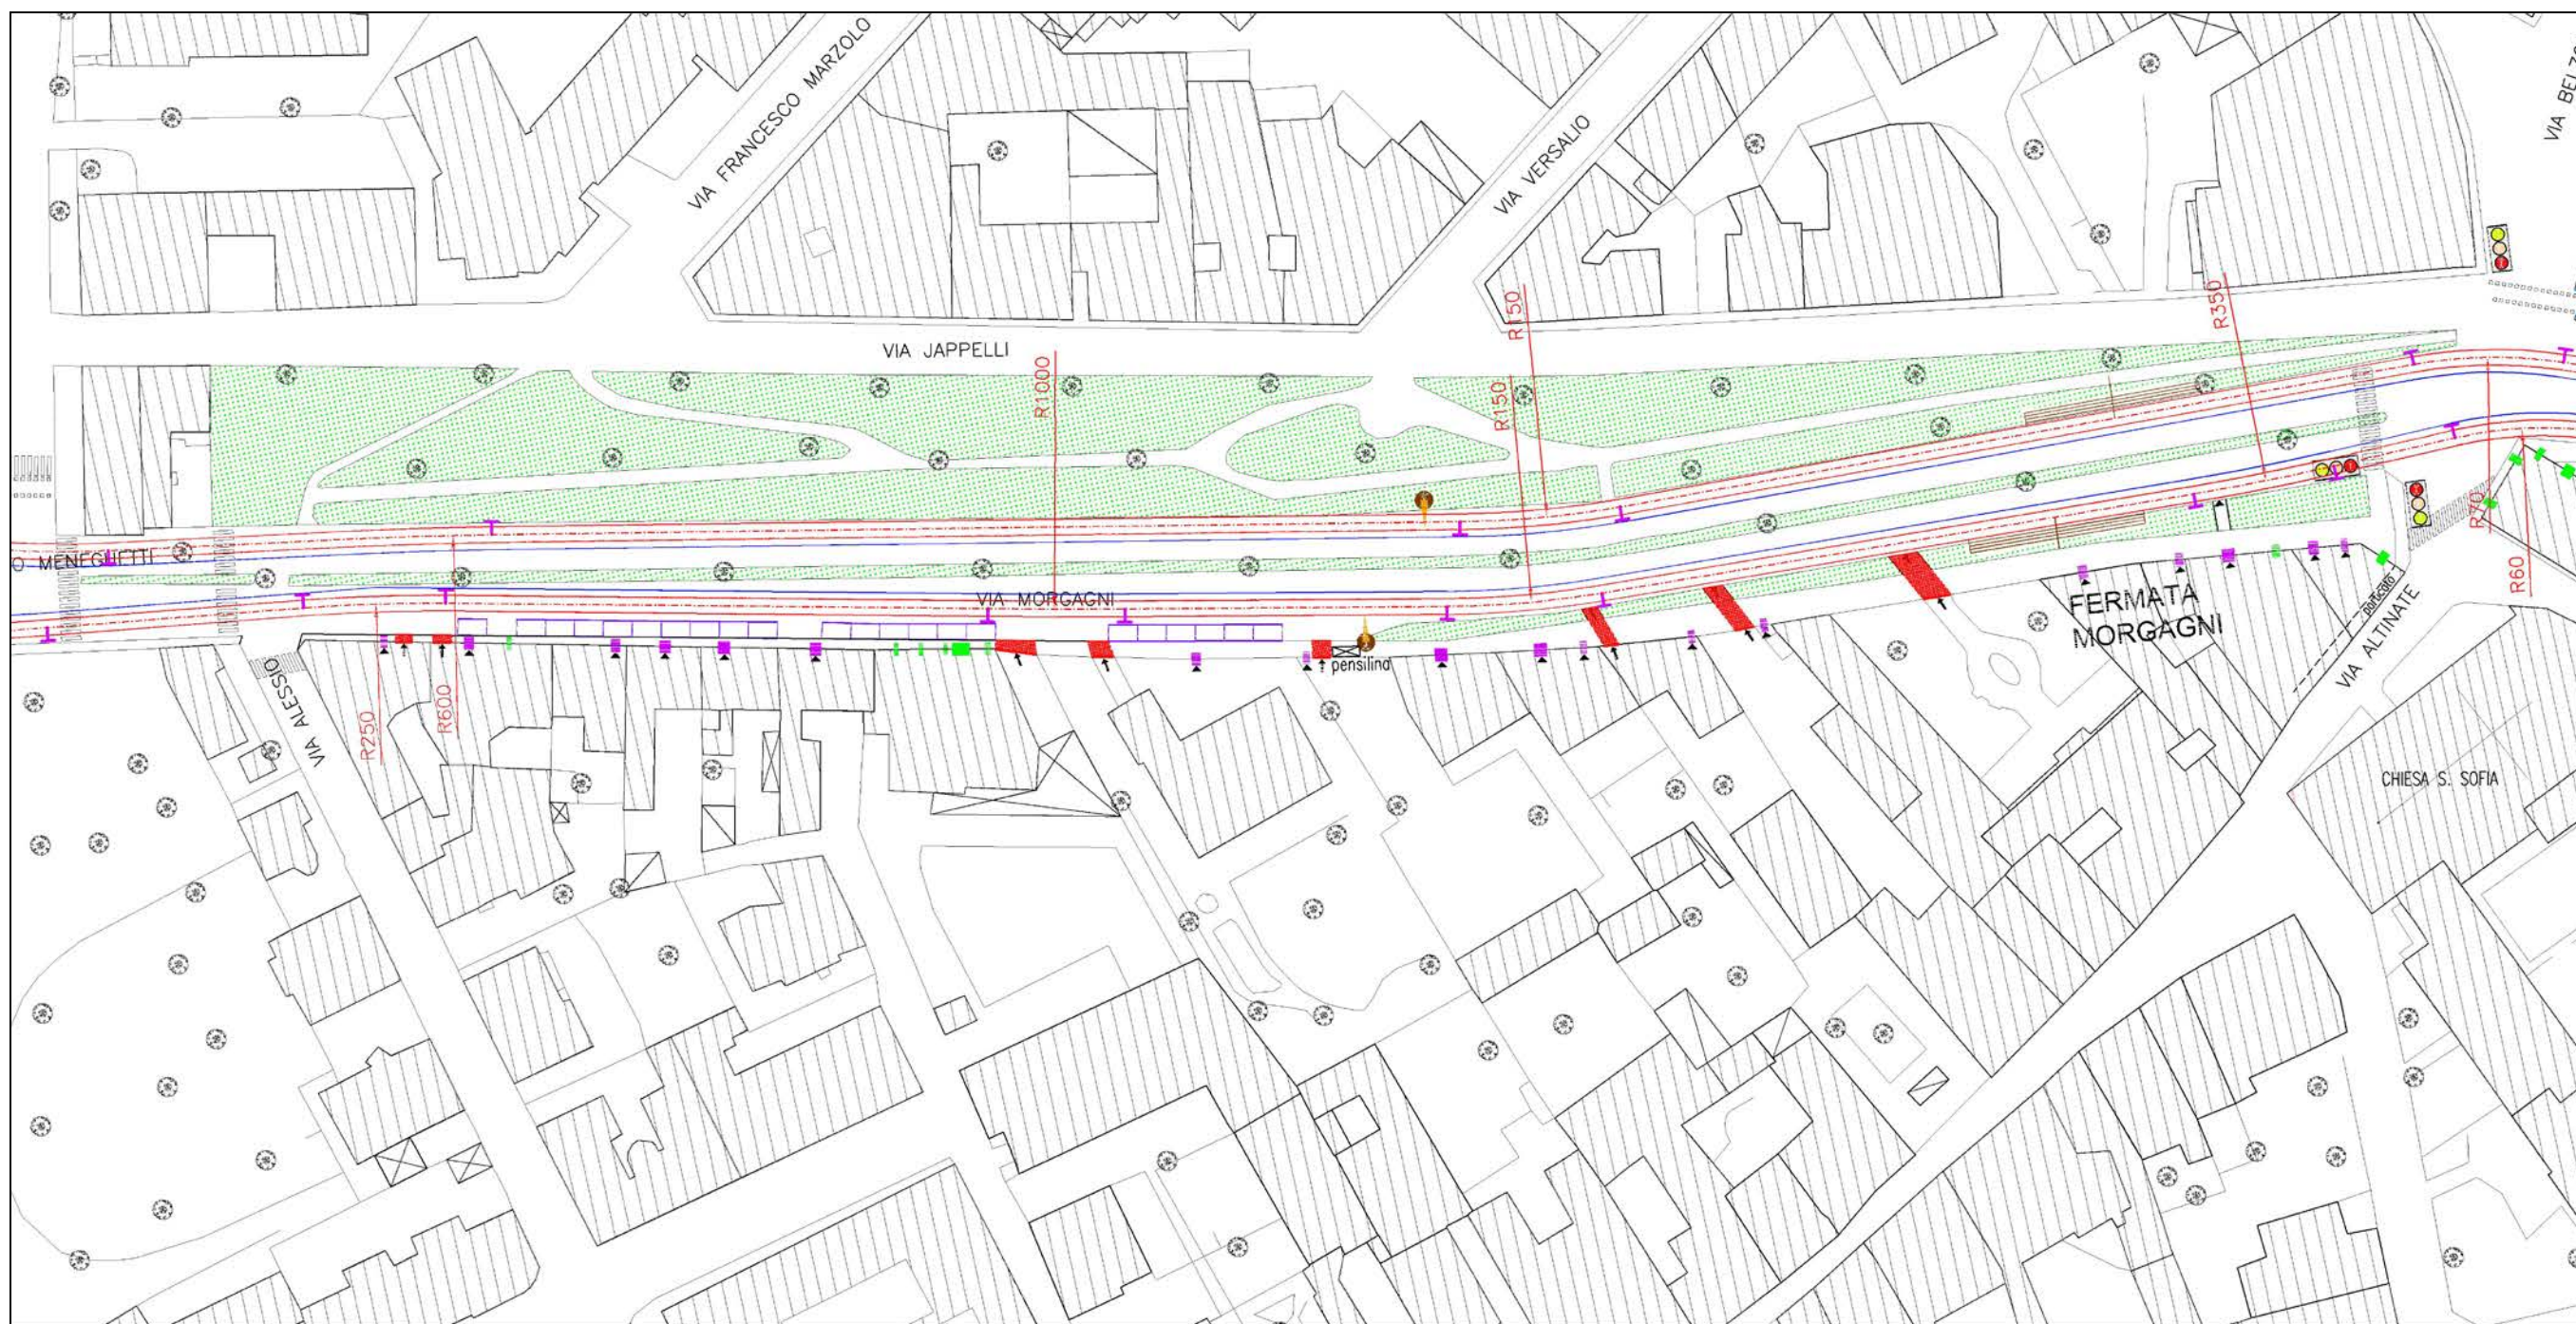 VIA FRANCESCO MARZOLO
VIA VERSALIO
R150
R350
VIA JAPPELLI
R1000
R150
O MENEGHETTI
VIA MORGAGNI
R70
R60
FERMATA
MORGAGNI
portico
VIA ALTINATE
pensilina
VIA ALESSIO
R250
R600
CHIESA S. SOFIA